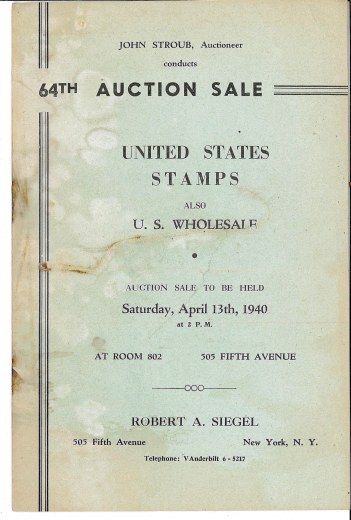 JOHN STROUB, Auctioneer
conducts
64TH AUCTION SALE
UNITED STATES
STAMPS
ALSO
U. S. WHOLESALE
AUCTION SALE TO BE HELD
Saturday, April 13th, 1940
at 2 P. M.
AT ROOM 802 505 FIFTH AVENUE
ROBERT A. SIEGEL
505 Fifth Avenue New York, N. Y.
Telephone: VAnderbilt 6 - 5217